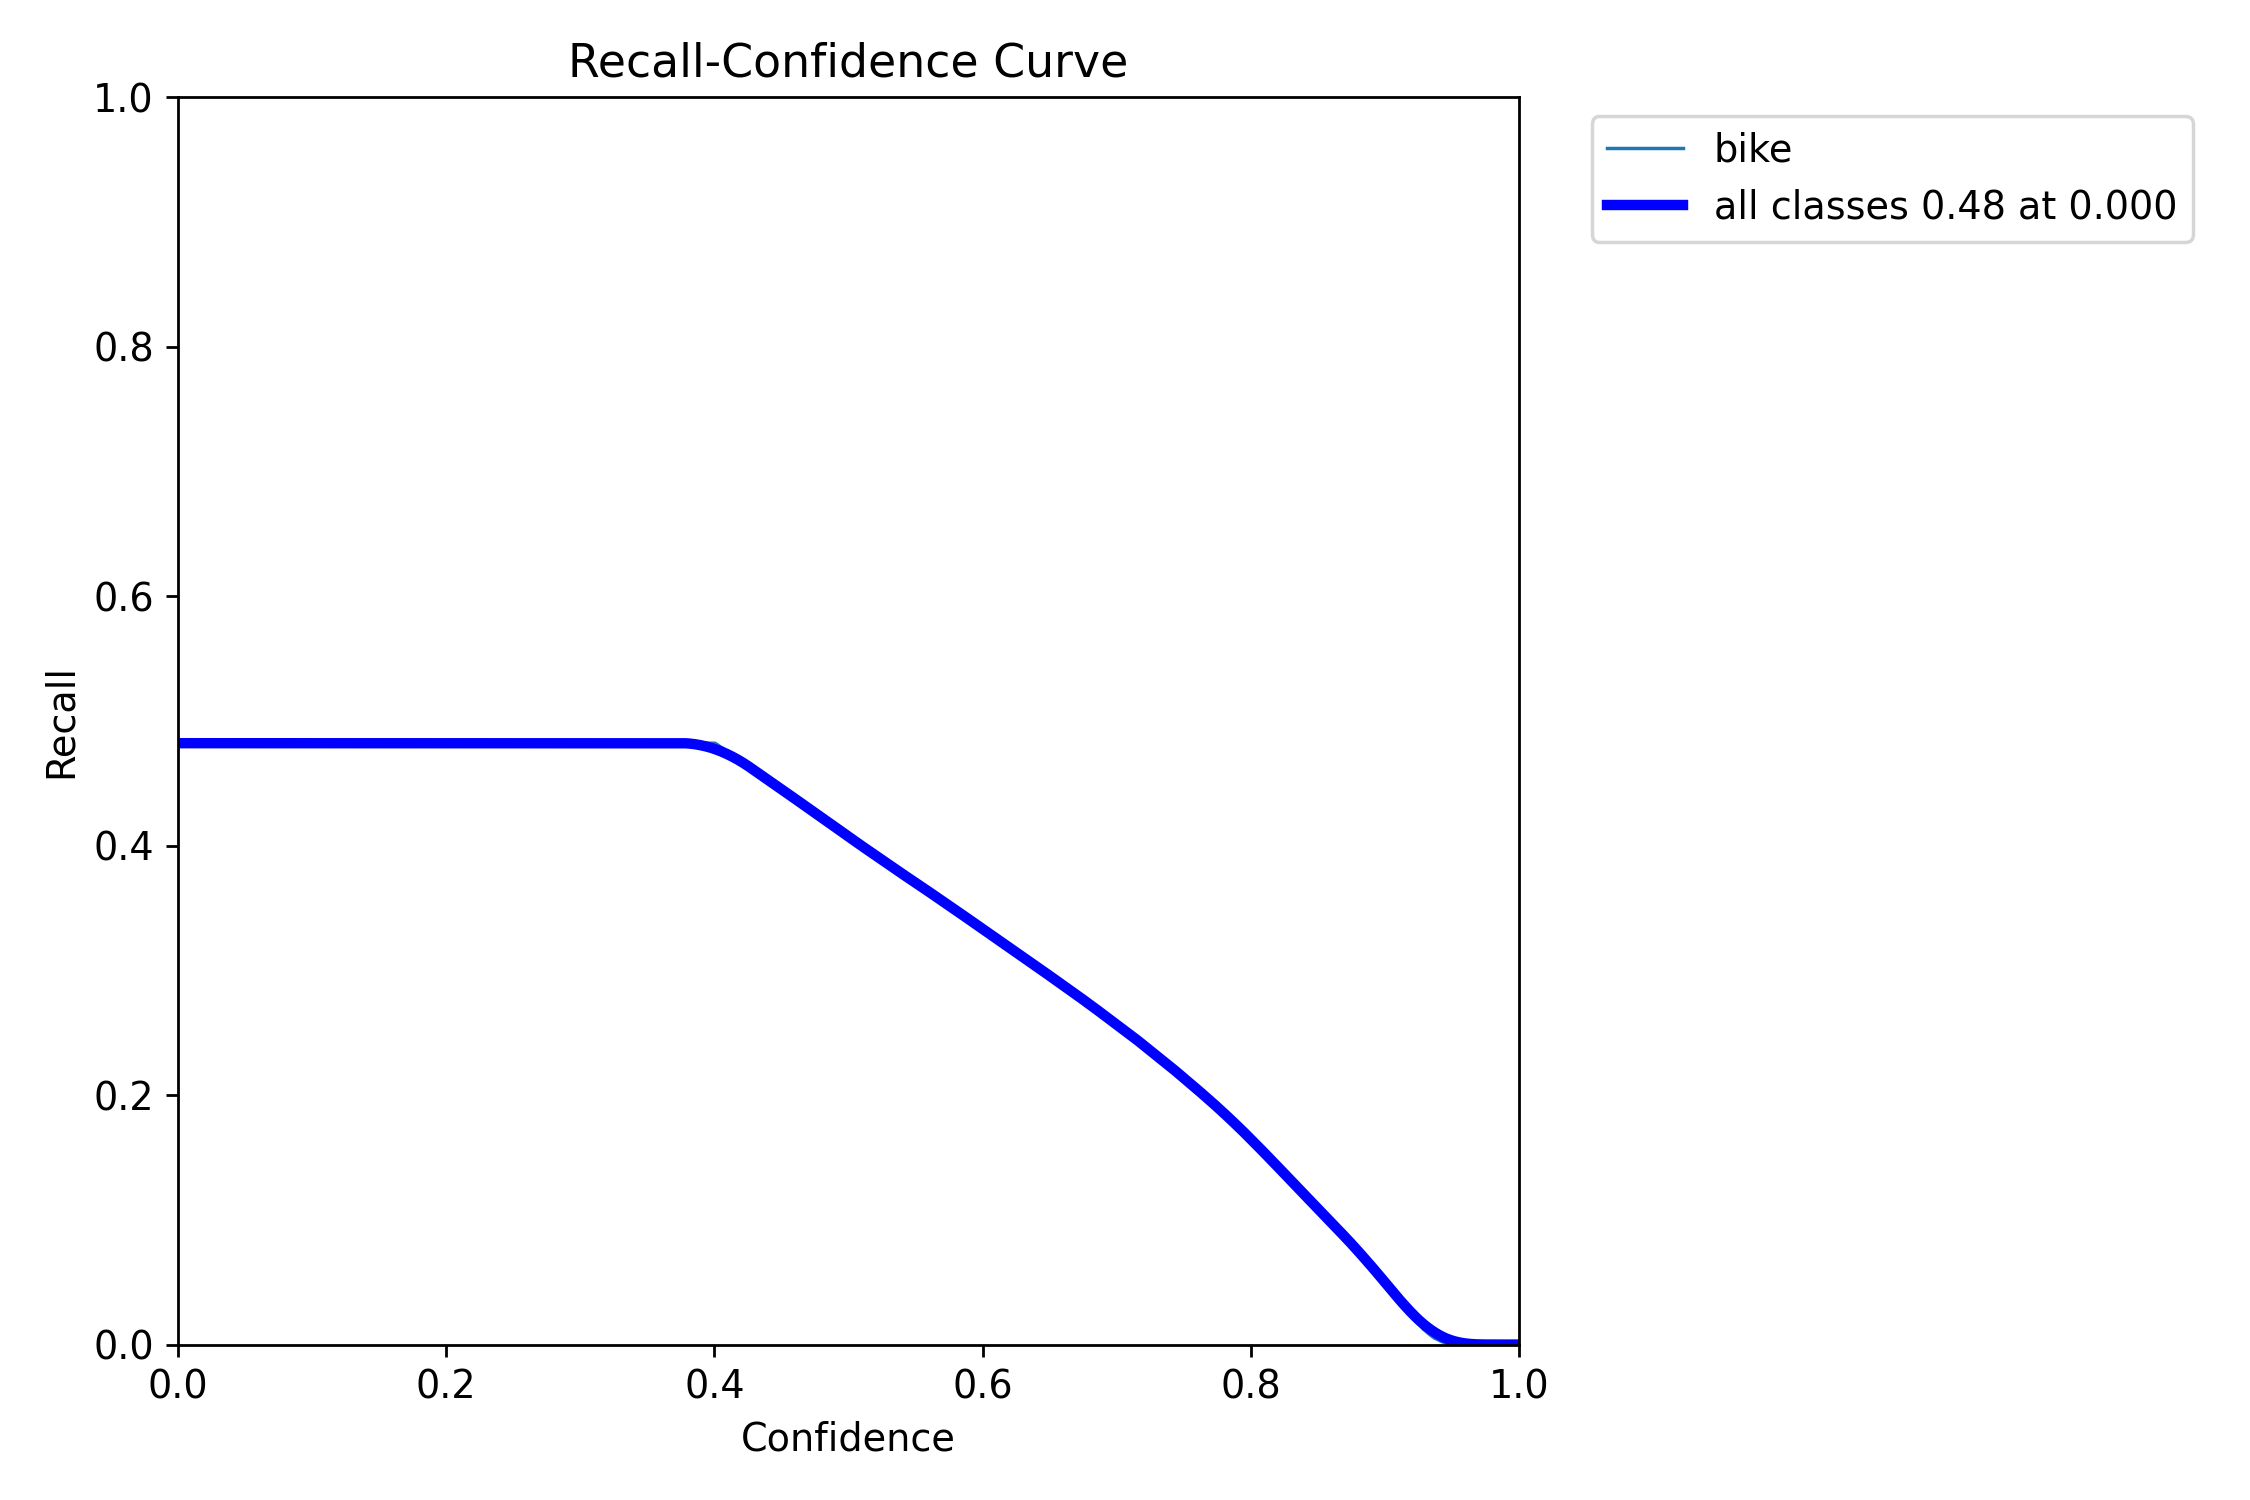 Recall-Confidence Curve
1.0
0.8
0.6
0.4
0.2
0.0
Recall
0.0 0.2 0.4 0.6 0.8 1.0
Confidence
bike
all classes 0.48 at 0.000